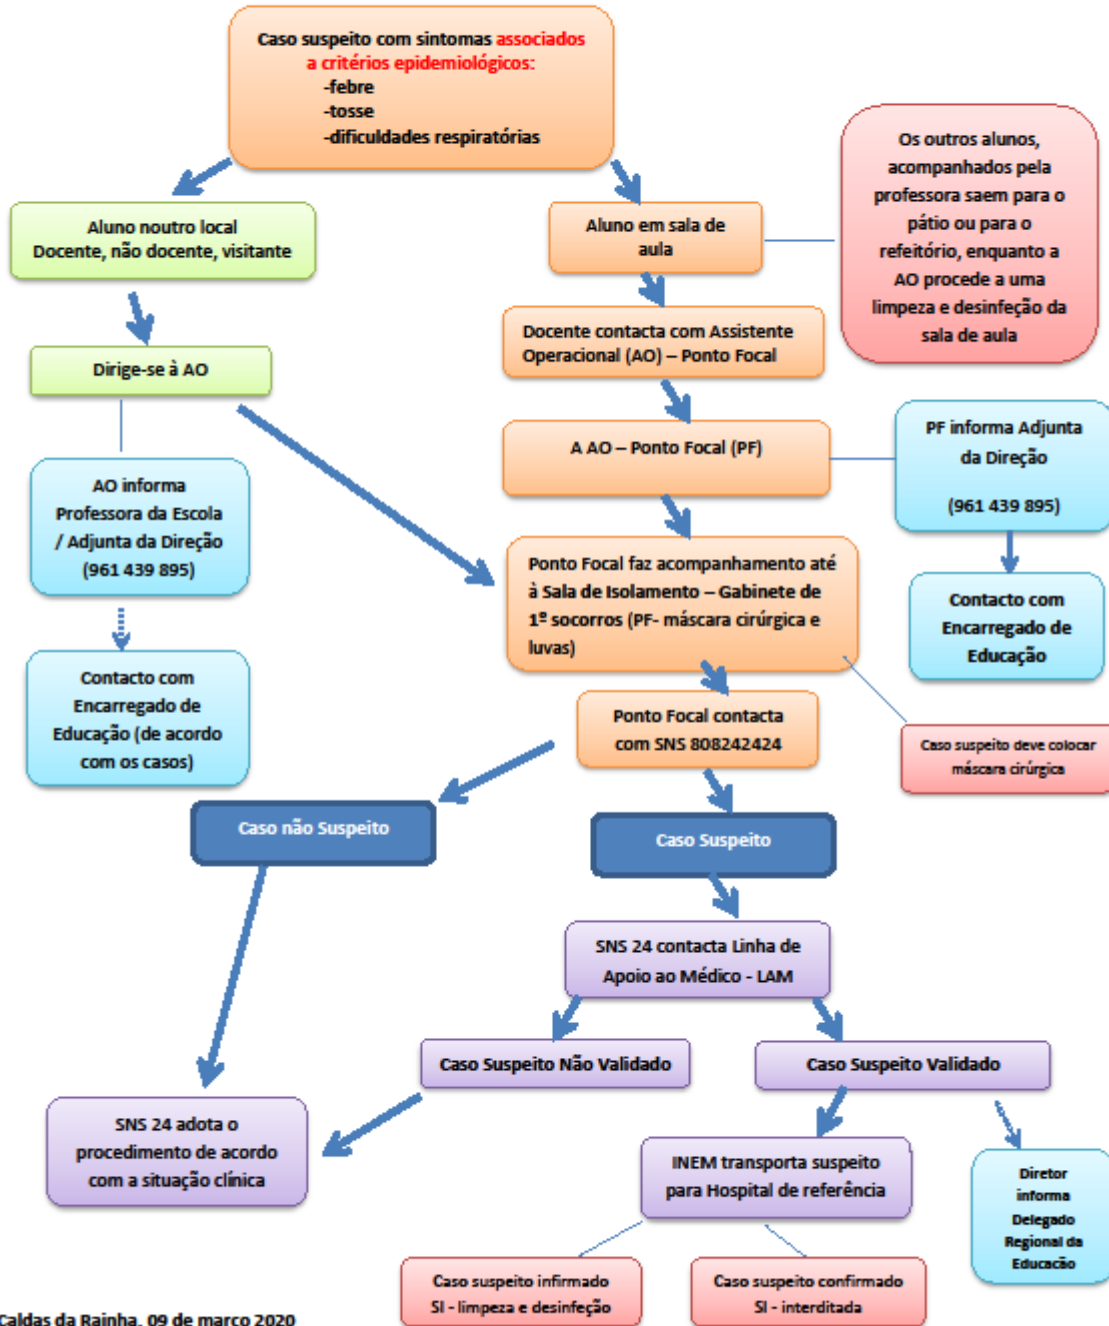 Caso suspeito com sintomas associados
a critérios epidemiológicos:
-febre
-tosse
-dificuldades respiratórias
Os outros alunos,
acompanhados pela
professora saem para o
pátio ou para o
refeitório, enquanto a
AO procede a uma
limpeza e desinfeção da
sala de aula
Aluno noutro local
Docente, não docente, visitante
Aluno em sala de
aula
Docente contacta com Assistente
Operacional (AO) – Ponto Focal
Dirige-se à AO
A AO – Ponto Focal (PF)
PF informa Adjunta
da Direção
(961 439 895)
AO informa
Professora da Escola
/ Adjunta da Direção
(961 439 895)
Ponto Focal faz acompanhamento até
à Sala de Isolamento – Gabinete de
1º socorros (PF- máscara cirúrgica e
luvas)
Contacto com
Encarregado de
Educação
Contacto com
Encarregado de
Educação (de acordo
com os casos)
Ponto Focal contacta
com SNS 808242424
Caso suspeito deve colocar
máscara cirúrgica
Caso não Suspeito
Caso Suspeito
SNS 24 contacta Linha de
Apoio ao Médico - LAM
Caso Suspeito Não Validado
Caso Suspeito Validado
SNS 24 adota o
procedimento de acordo
com a situação clínica
INEM transporta suspeito
para Hospital de referência
Diretor
informa
Delegado
Regional da
Educação
Caso suspeito infirmado
SI - limpeza e desinfeção
Caso suspeito confirmado
SI - interditada
Caldas da Rainha, 09 de março 2020